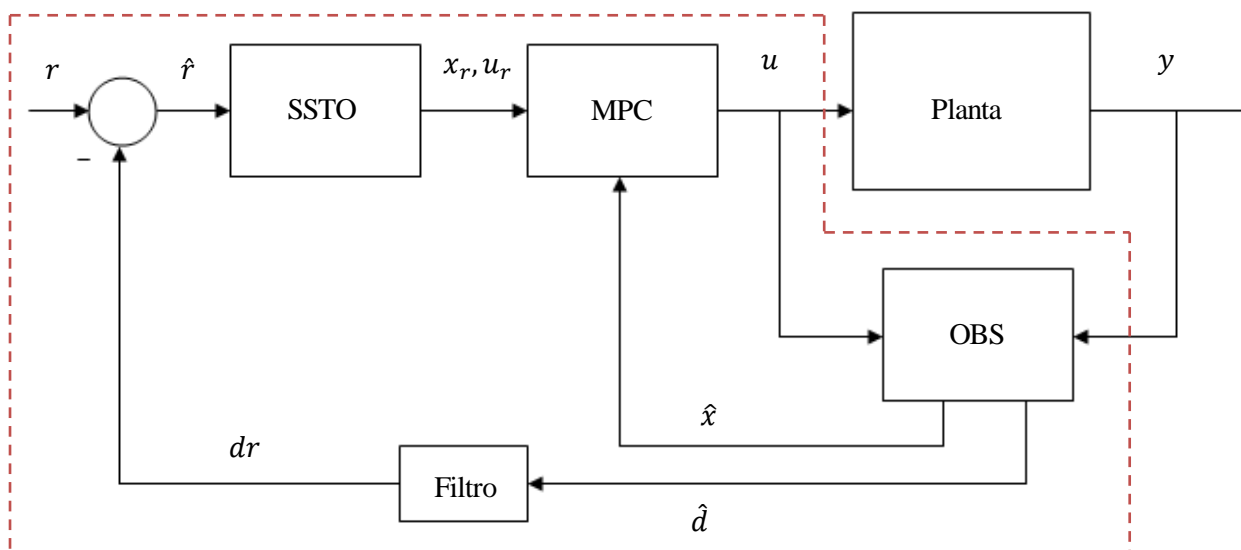 r
r̂
SSTO
x_r, u_r
MPC
u
Planta
y
−
OBS
x̂
dr
Filtro
d̂